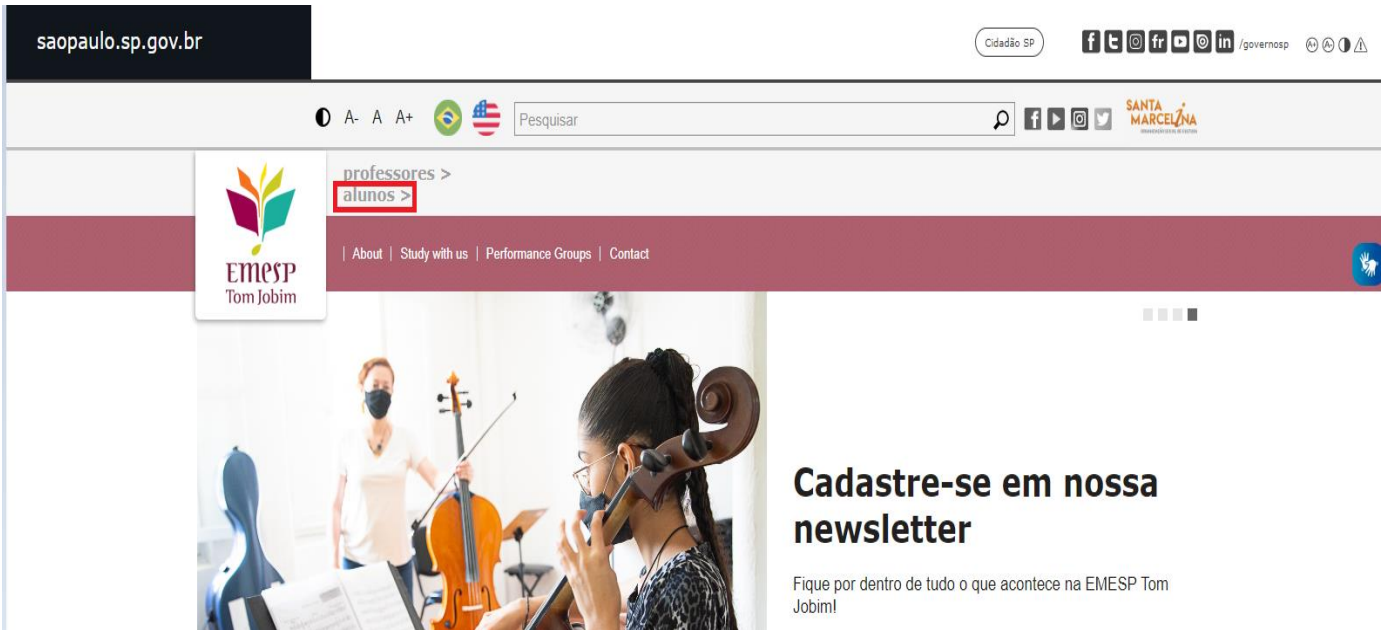 saopaulo.sp.gov.br
Cidadão SP
/governosp
A- A A+
Pesquisar
SANTA
MARCELINA
professores >
alunos >
| About | Study with us | Performance Groups | Contact
EMESP
Tom Jobim
Cadastre-se em nossa
newsletter
Fique por dentro de tudo o que acontece na EMESP Tom
Jobim!